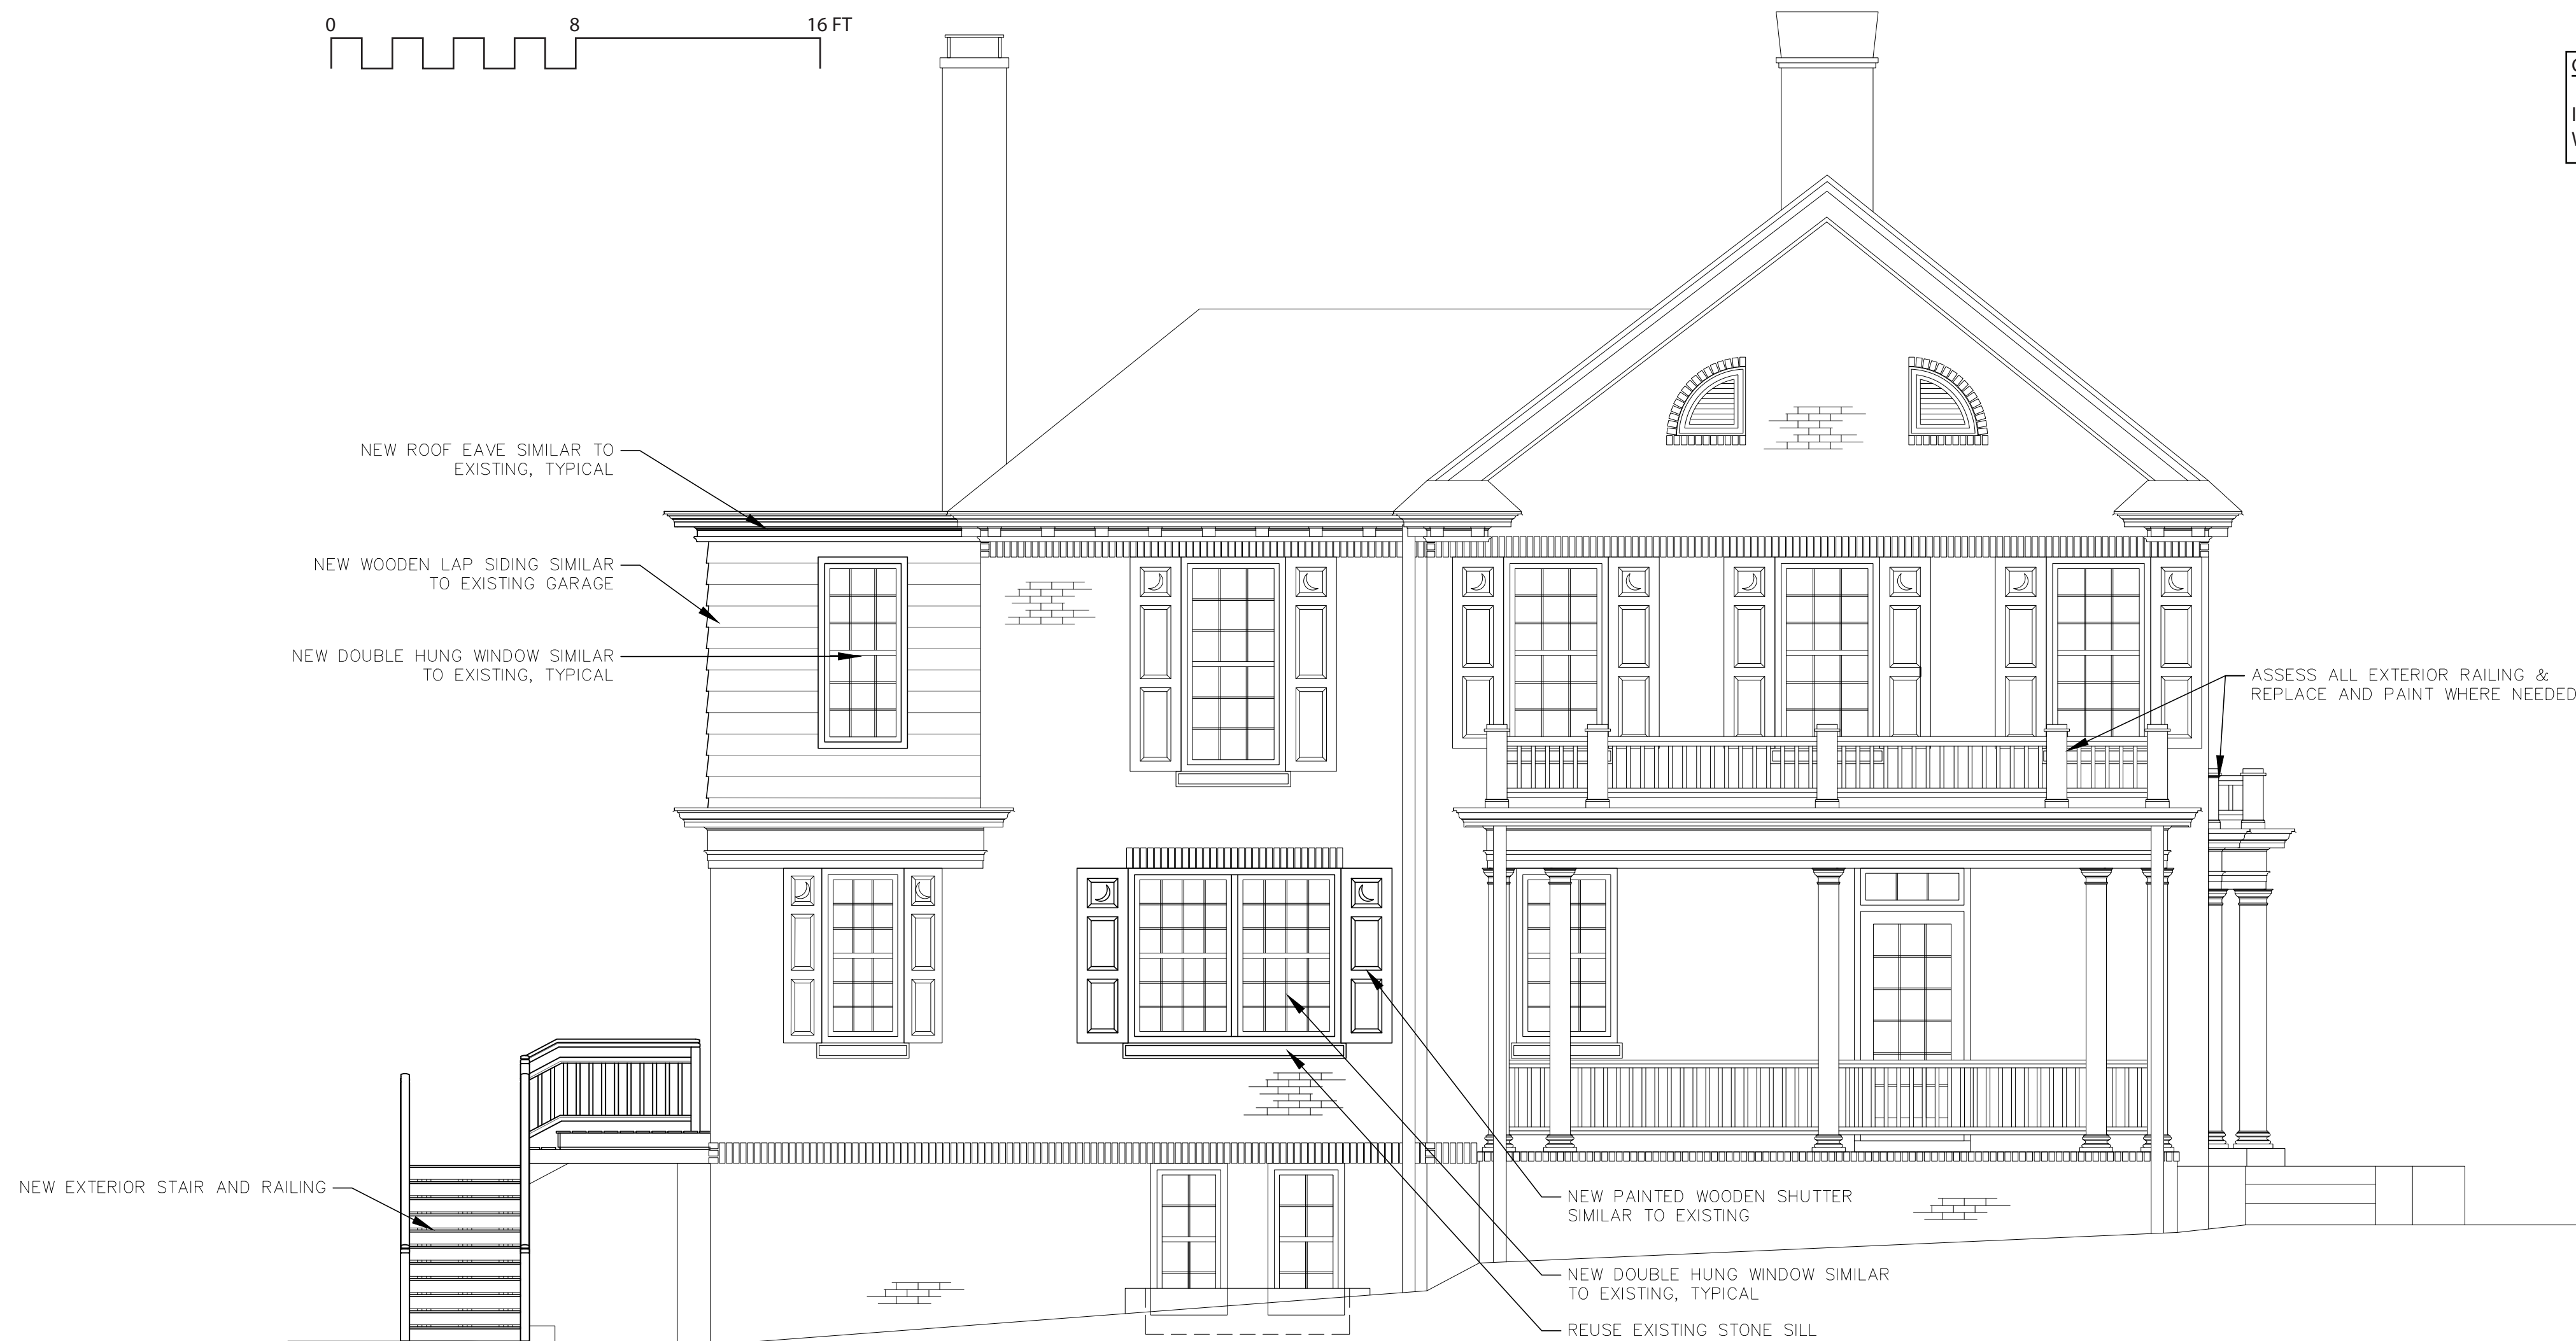 0 8 16 FT
NEW ROOF EAVE SIMILAR TO
EXISTING, TYPICAL
NEW WOODEN LAP SIDING SIMILAR
TO EXISTING GARAGE
NEW DOUBLE HUNG WINDOW SIMILAR
TO EXISTING, TYPICAL
ASSESS ALL EXTERIOR RAILING &
REPLACE AND PAINT WHERE NEEDED
NEW EXTERIOR STAIR AND RAILING
NEW PAINTED WOODEN SHUTTER
SIMILAR TO EXISTING
NEW DOUBLE HUNG WINDOW SIMILAR
TO EXISTING, TYPICAL
REUSE EXISTING STONE SILL